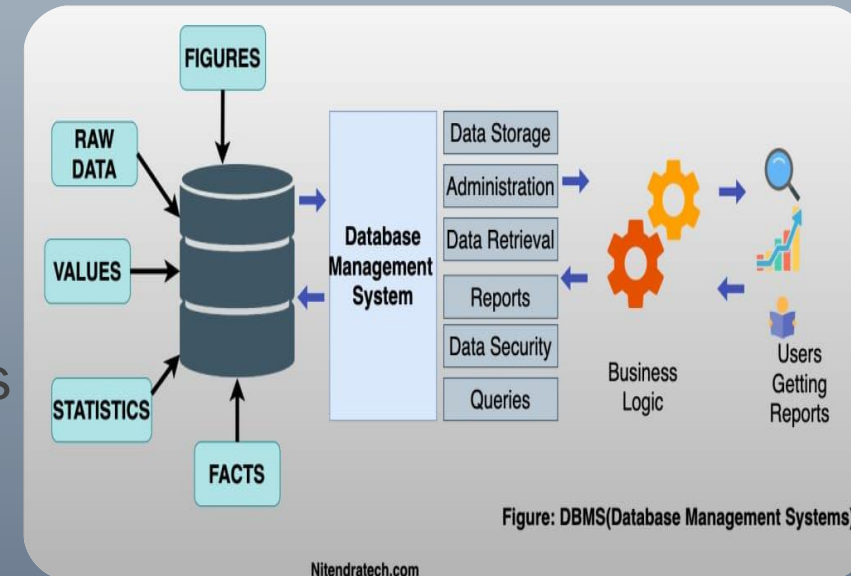 FIGURES
RAW
DATA
VALUES
STATISTICS
FACTS
Database
Management
System
Data Storage
Administration
Data Retrieval
Reports
Data Security
Queries
Business
Logic
Users
Getting
Reports
Figure: DBMS(Database Management Systems)
Nitendratech.com
s